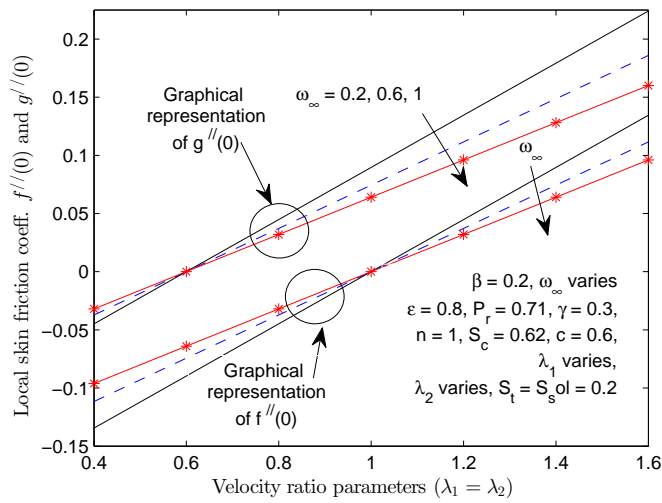 0.2
0.15
0.1
0.05
0
−0.05
−0.1
−0.15
0.4
0.6
0.8
1
1.2
1.4
1.6
Local skin friction coeff. f//(0) and g//(0)
Velocity ratio parameters (λ1 = λ2)
Graphical
representation
of g//(0)
ω∞ = 0.2, 0.6, 1
ω∞
Graphical
representation
of f//(0)
β = 0.2, ω∞ varies
ε = 0.8, Pr = 0.71, γ = 0.3,
n = 1, Sc = 0.62, c = 0.6,
λ1 varies,
λ2 varies, St = Ssol = 0.2